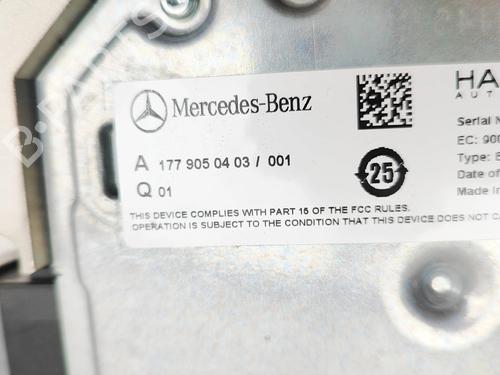 B-PARTS
Mercedes-Benz
HA
AUT
A 177 905 04 03 / 001
Q 01
25
Serial N
EC: 900
Type: E
Date of
Made in
THIS DEVICE COMPLIES WITH PART 15 OF THE FCC RULES.
OPERATION IS SUBJECT TO THE CONDITION THAT THIS DEVICE DOES NOT CA